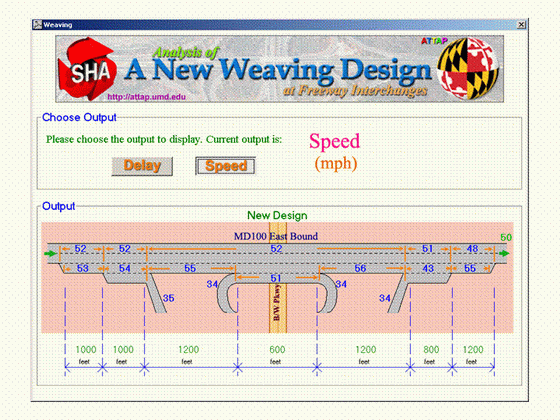 Weaving
ATTAP
Analysis of
SHA
A New Weaving Design
at Freeway Interchanges
http://attap.umd.edu
Choose Output
Please choose the output to display. Current output is:
Speed
(mph)
Delay
Speed
Output
New Design
MD100 East Bound
50
52
52
52
51
48
53
54
55
51
56
43
55
35
34
34
34
B/W Pkwy
1000
1000
1200
600
1200
800
1200
feet
feet
feet
feet
feet
feet
feet